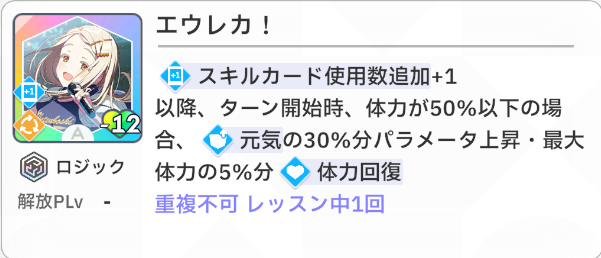 エウレカ！
+1 スキルカード使用数追加+1
以降、ターン開始時、体力が50%以下の場
合、元気の30%分パラメータ上昇・最大
体力の5%分 体力回復
重複不可 レッスン中1回
+1
A
12
ロジック
解放PLv -